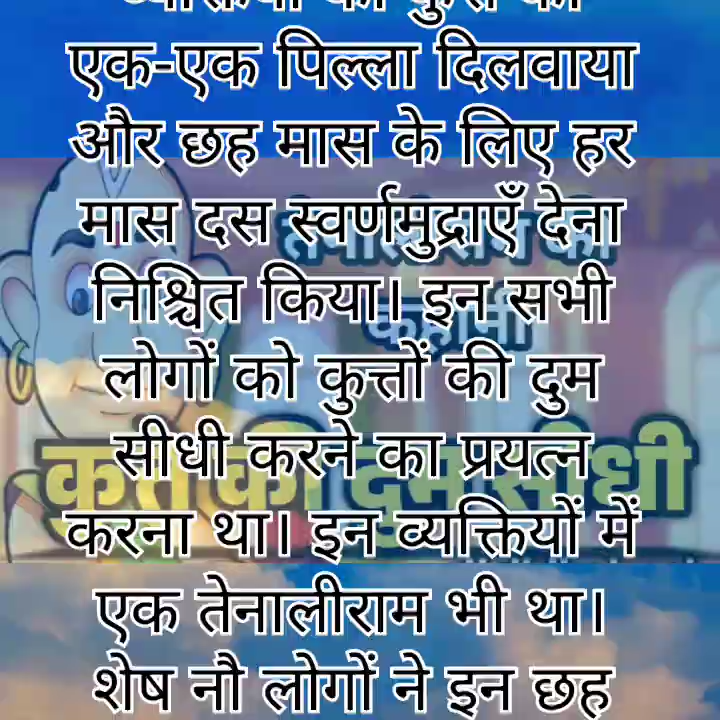 एक-एक पिल्ला दिलवाया
और छह मास के लिए हर
मास दस स्वर्णमुद्राएँ देना
निश्चित किया। इन सभी
लोगों को कुत्तों की दुम
सीधी करने का प्रयत्न
करना था। इन व्यक्तियों में
एक तेनालीराम भी था।
शेष नौ लोगों ने इन छह